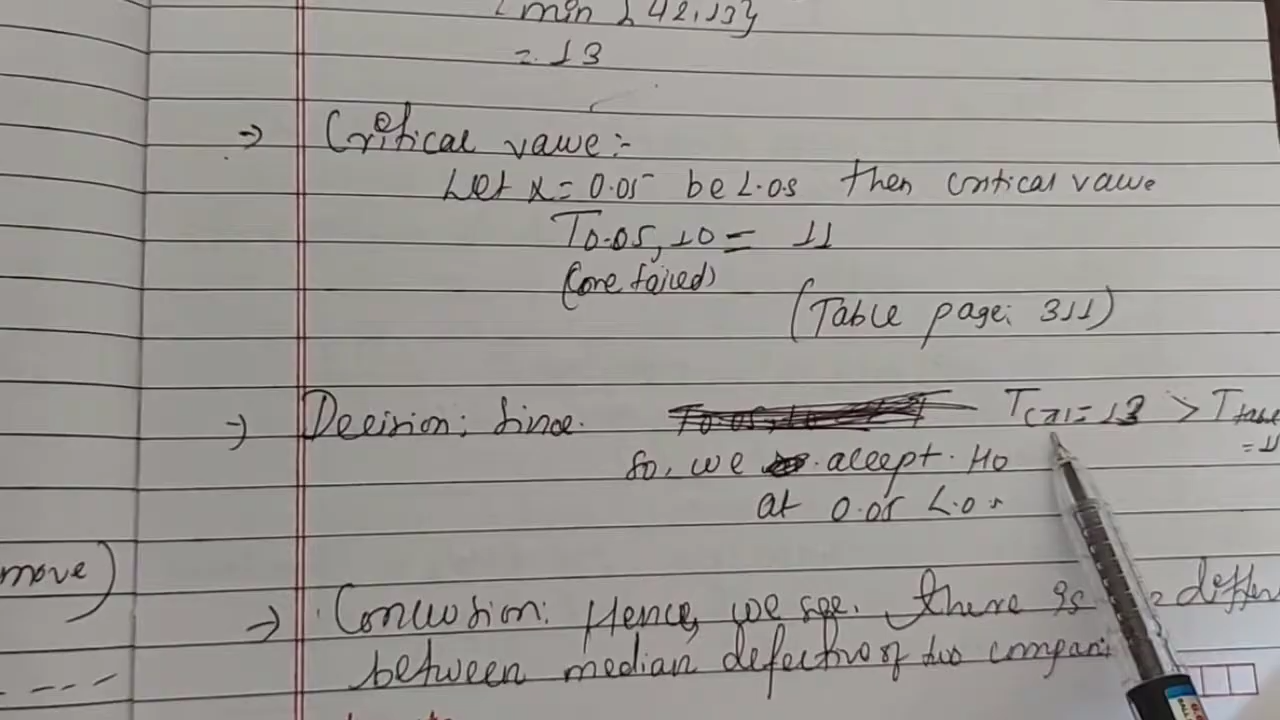 min {42,13}
= 13
→ Critical value:-
Let α = 0.05 be L.o.s then critical value
T0.05, 10 = 11
(one tailed)
(Table page: 311)
→ Decision: Since. Tcal = 13 > Ttable
= 11
So, we accept H0
at 0.05 L.o.s
move)
→ Conclusion: Hence, we see. there is differ
between median defective of two compani